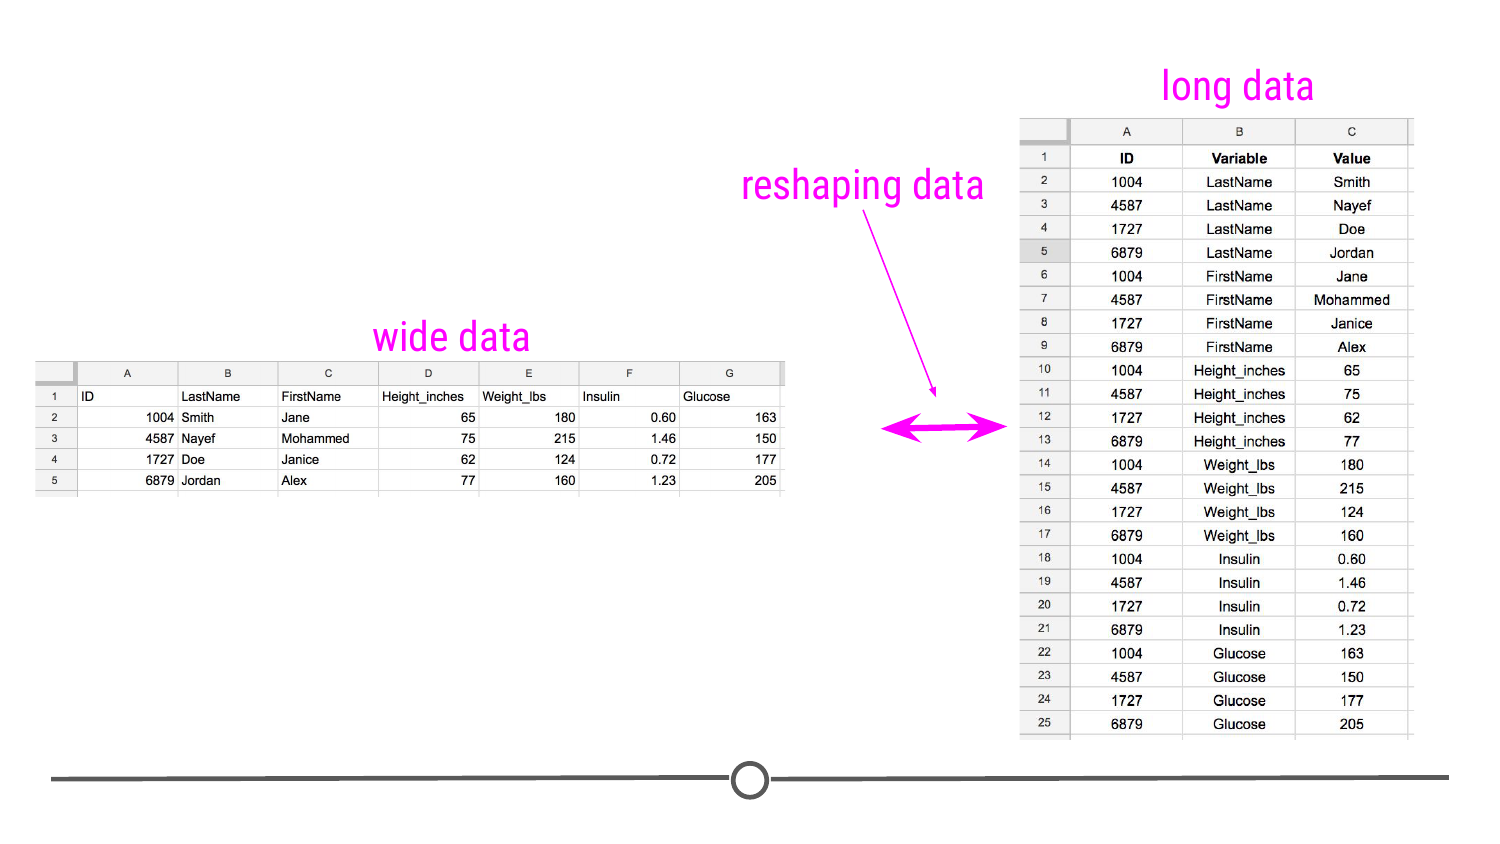 long data
reshaping data
wide data
A B C D E F G
1 ID LastName FirstName Height_inches Weight_lbs Insulin Glucose
2 1004 Smith Jane 65 180 0.60 163
3 4587 Nayef Mohammed 75 215 1.46 150
4 1727 Doe Janice 62 124 0.72 177
5 6879 Jordan Alex 77 160 1.23 205
A B C
1 ID Variable Value
2 1004 LastName Smith
3 4587 LastName Nayef
4 1727 LastName Doe
5 6879 LastName Jordan
6 1004 FirstName Jane
7 4587 FirstName Mohammed
8 1727 FirstName Janice
9 6879 FirstName Alex
10 1004 Height_inches 65
11 4587 Height_inches 75
12 1727 Height_inches 62
13 6879 Height_inches 77
14 1004 Weight_lbs 180
15 4587 Weight_lbs 215
16 1727 Weight_lbs 124
17 6879 Weight_lbs 160
18 1004 Insulin 0.60
19 4587 Insulin 1.46
20 1727 Insulin 0.72
21 6879 Insulin 1.23
22 1004 Glucose 163
23 4587 Glucose 150
24 1727 Glucose 177
25 6879 Glucose 205